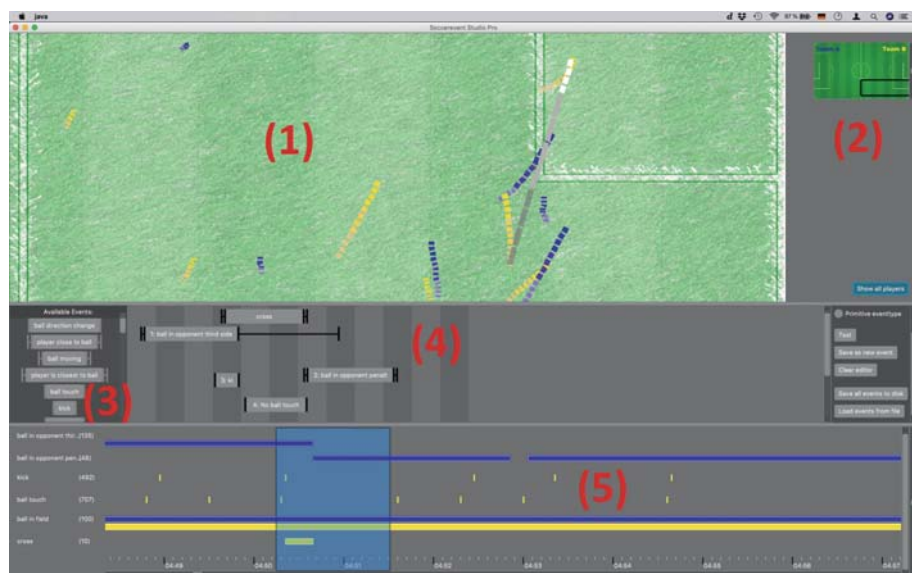 java
d
87%
Soccerevent Studio Pro
(1)
Team A Team B
(2)
Show all players
Available Events:
ball direction change
player close to ball
ball moving
player is closest to ball
ball touch
kick
(3)
cross
1: ball in opponent third side
2: ball in opponent penalt
4: No ball touch
(4)
Primitive eventtype
Test
Save as new event
Clear editor
Save all events to disk
Load events from file
ball in opponent thir...(135)
ball in opponent pen...(48)
kick (492)
ball touch (707)
ball in field (100)
cross (10)
(5)
04:49 04:50 04:51 04:52 04:53 04:54 04:55 04:56 04:57